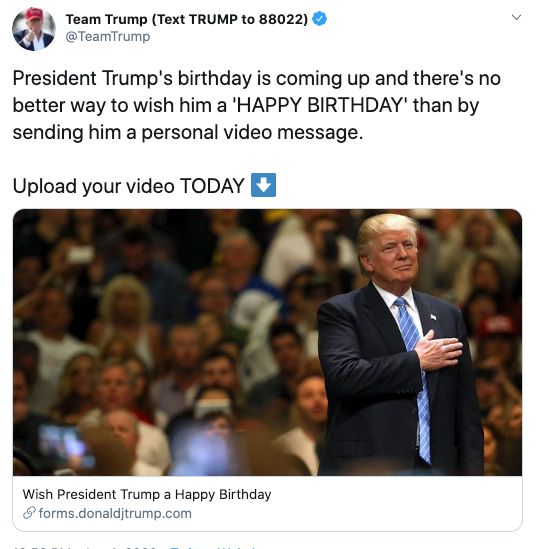 Team Trump (Text TRUMP to 88022)
@TeamTrump
President Trump's birthday is coming up and there's no
better way to wish him a 'HAPPY BIRTHDAY' than by
sending him a personal video message.
Upload your video TODAY ⬇️
Wish President Trump a Happy Birthday
forms.donaldjtrump.com